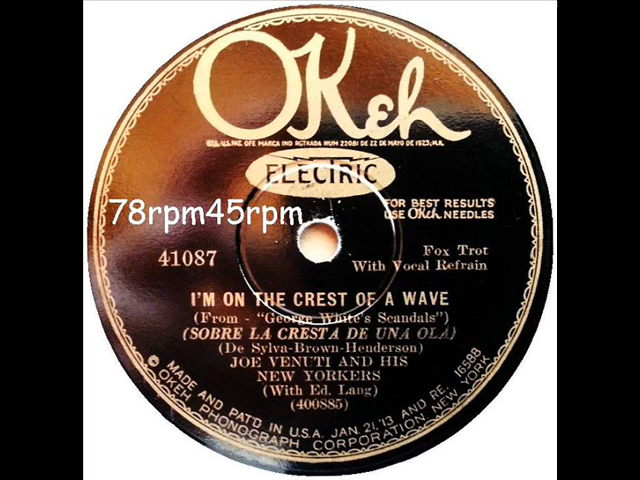 OKeh
REG. U.S. PAT. OFF. MARCA IND. RGTRADA NUM 22081 DE 22 DE MAYO DE 1923; M.R.
ELECTRIC
FOR BEST RESULTS
USE OKeh NEEDLES
78rpm45rpm
41087
Fox Trot
With Vocal Refrain
I'M ON THE CREST OF A WAVE
(From - "George White's Scandals")
(SOBRE LA CRESTA DE UNA OLA)
(De Sylva-Brown-Henderson)
JOE VENUTI AND HIS
NEW YORKERS
(With Ed. Lang)
(400885)
MADE AND PAT'D IN U.S.A. JAN. 21, '13 AND RE. 16588
© OKEH PHONOGRAPH CORPORATION, NEW YORK